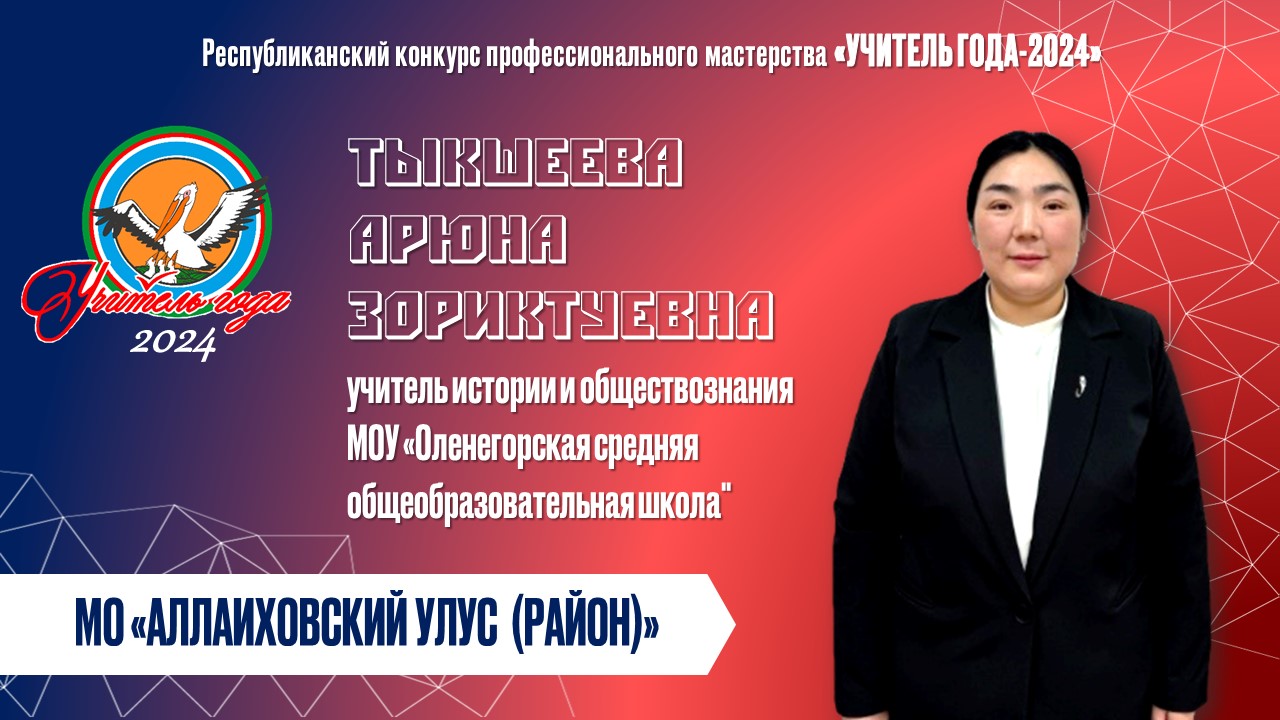 Республиканский конкурс профессионального мастерства «УЧИТЕЛЬ ГОДА-2024»
Учитель года
2024
ТЫКШЕЕВА
АРЮНА
ЗОРИКТУЕВНА
учитель истории и обществознания
МОУ «Оленегорская средняя
общеобразовательная школа"
МО «АЛЛАИХОВСКИЙ УЛУС (РАЙОН)»